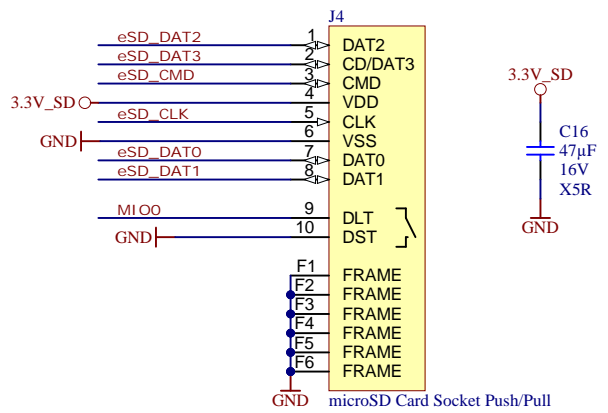 J4
eSD_DAT2 1 DAT2
eSD_DAT3 2 CD/DAT3
eSD_CMD 3 CMD
3.3V_SD 4 VDD
eSD_CLK 5 CLK
GND 6 VSS
eSD_DAT0 7 DAT0
eSD_DAT1 8 DAT1
MIO0 9 DLT
GND 10 DST
F1 FRAME
F2 FRAME
F3 FRAME
F4 FRAME
F5 FRAME
F6 FRAME
GND
microSD Card Socket Push/Pull
3.3V_SD
C16
47µF
16V
X5R
GND